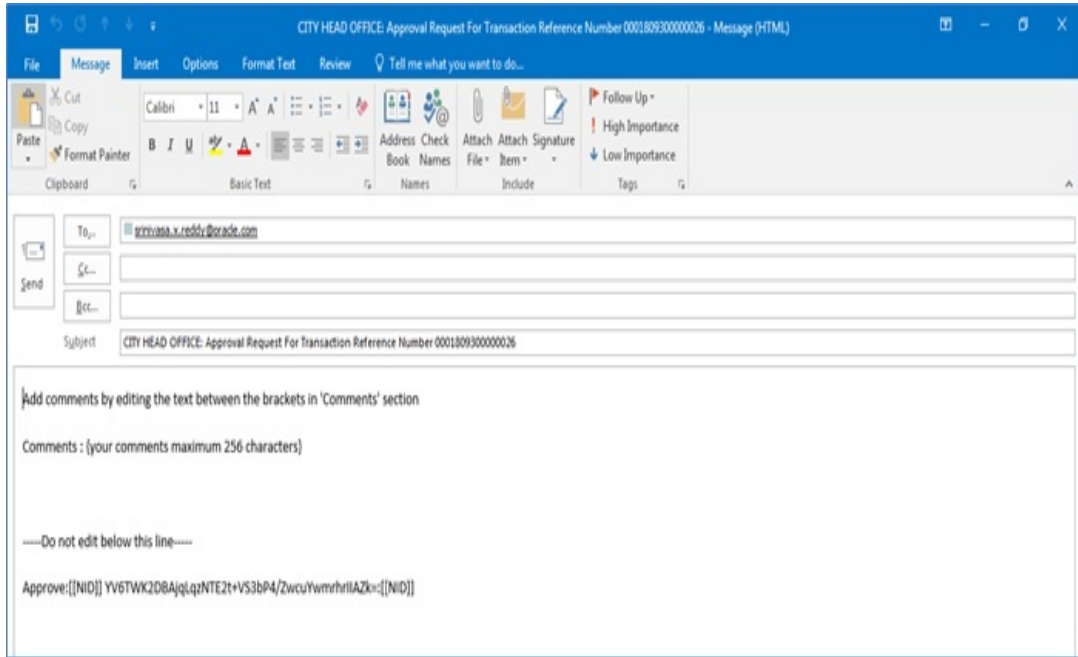 CITY HEAD OFFICE: Approval Request For Transaction Reference Number 0001809300000026 - Message (HTML)
File Message Insert Options Format Text Review Tell me what you want to do...
Paste
Cut
Copy
Format Painter
Clipboard
Calibri 11
B I U
Basic Text
Address Book
Check Names
Names
Attach File
Attach Item
Signature
Include
Follow Up
High Importance
Low Importance
Tags
Send
To...
srinivasa.x.reddy@oracle.com
Cc...
Bcc...
Subject
CITY HEAD OFFICE: Approval Request For Transaction Reference Number 0001809300000026
Add comments by editing the text between the brackets in 'Comments' section
Comments : {your comments maximum 256 characters}
-----Do not edit below this line-----
Approve:[[NID]] :[[NID]]